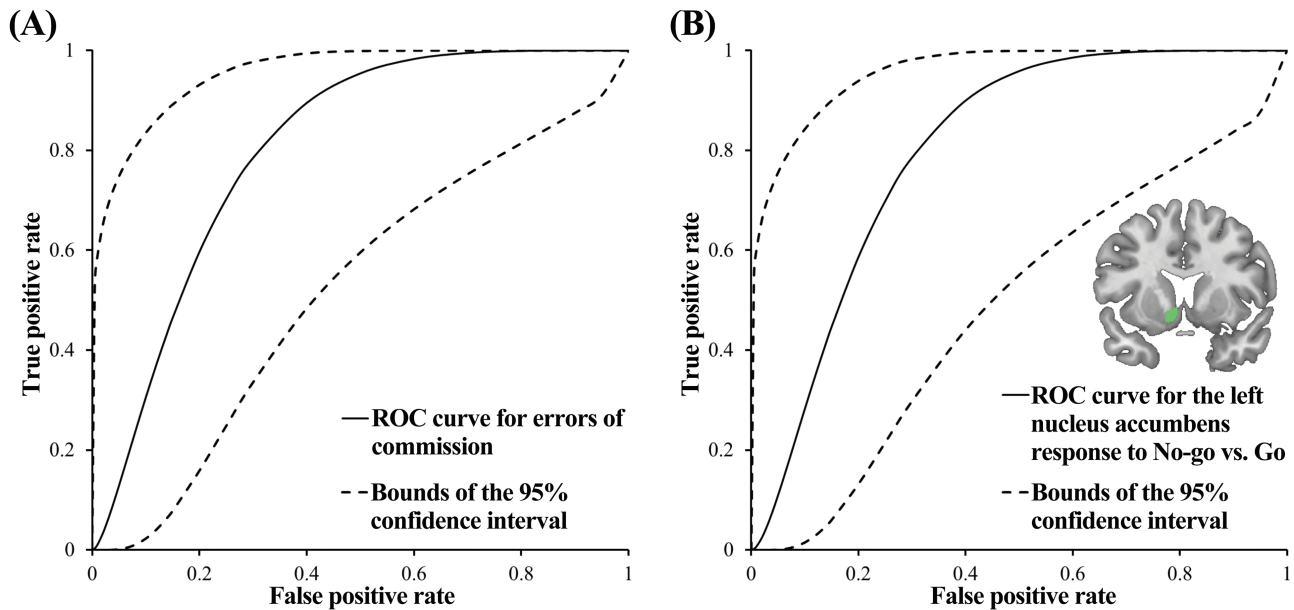 (A)
1
0.8
0.6
0.4
0.2
0
True positive rate
ROC curve for errors of
commission
Bounds of the 95%
confidence interval
0
0.2
0.4
0.6
0.8
1
False positive rate
(B)
1
0.8
0.6
0.4
0.2
0
True positive rate
ROC curve for the left
nucleus accumbens
response to No-go vs. Go
Bounds of the 95%
confidence interval
0
0.2
0.4
0.6
0.8
1
False positive rate